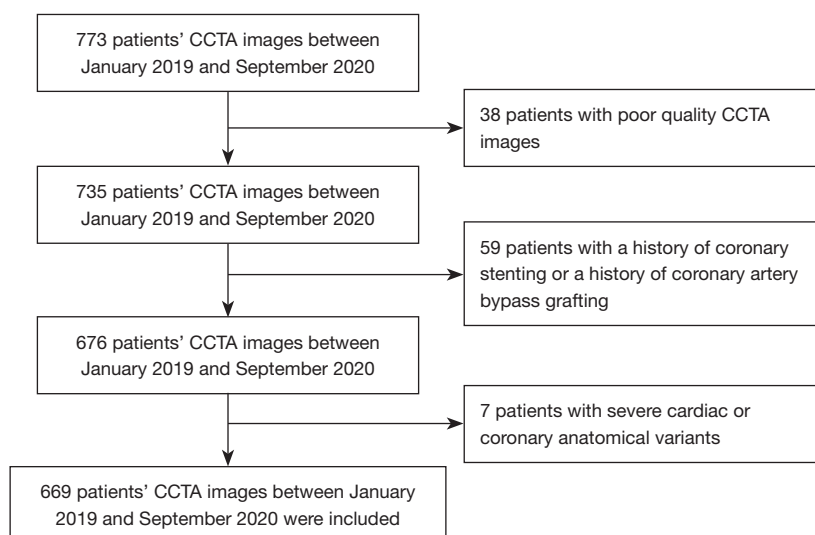 773 patients’ CCTA images between
January 2019 and September 2020
38 patients with poor quality CCTA
images
735 patients’ CCTA images between
January 2019 and September 2020
59 patients with a history of coronary
stenting or a history of coronary artery
bypass grafting
676 patients’ CCTA images between
January 2019 and September 2020
7 patients with severe cardiac or
coronary anatomical variants
669 patients’ CCTA images between January
2019 and September 2020 were included